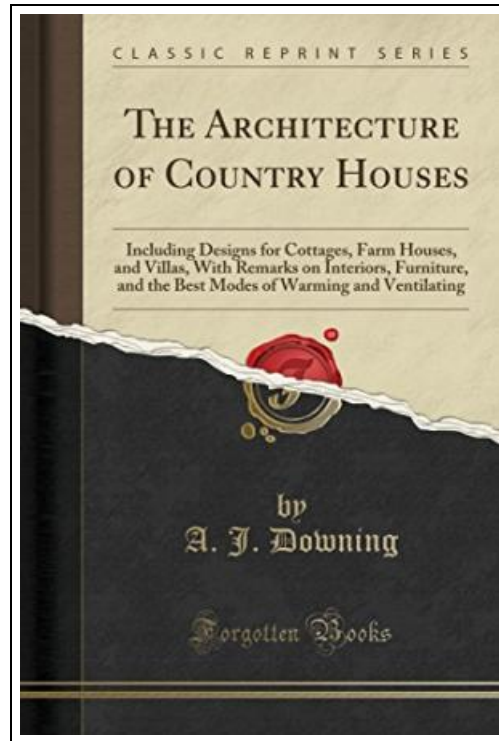 CLASSIC REPRINT SERIES
THE ARCHITECTURE
OF COUNTRY HOUSES
Including Designs for Cottages, Farm Houses,
and Villas, With Remarks on Interiors, Furniture,
and the Best Modes of Warming and Ventilating
by
A. J. Downing
Forgotten Books